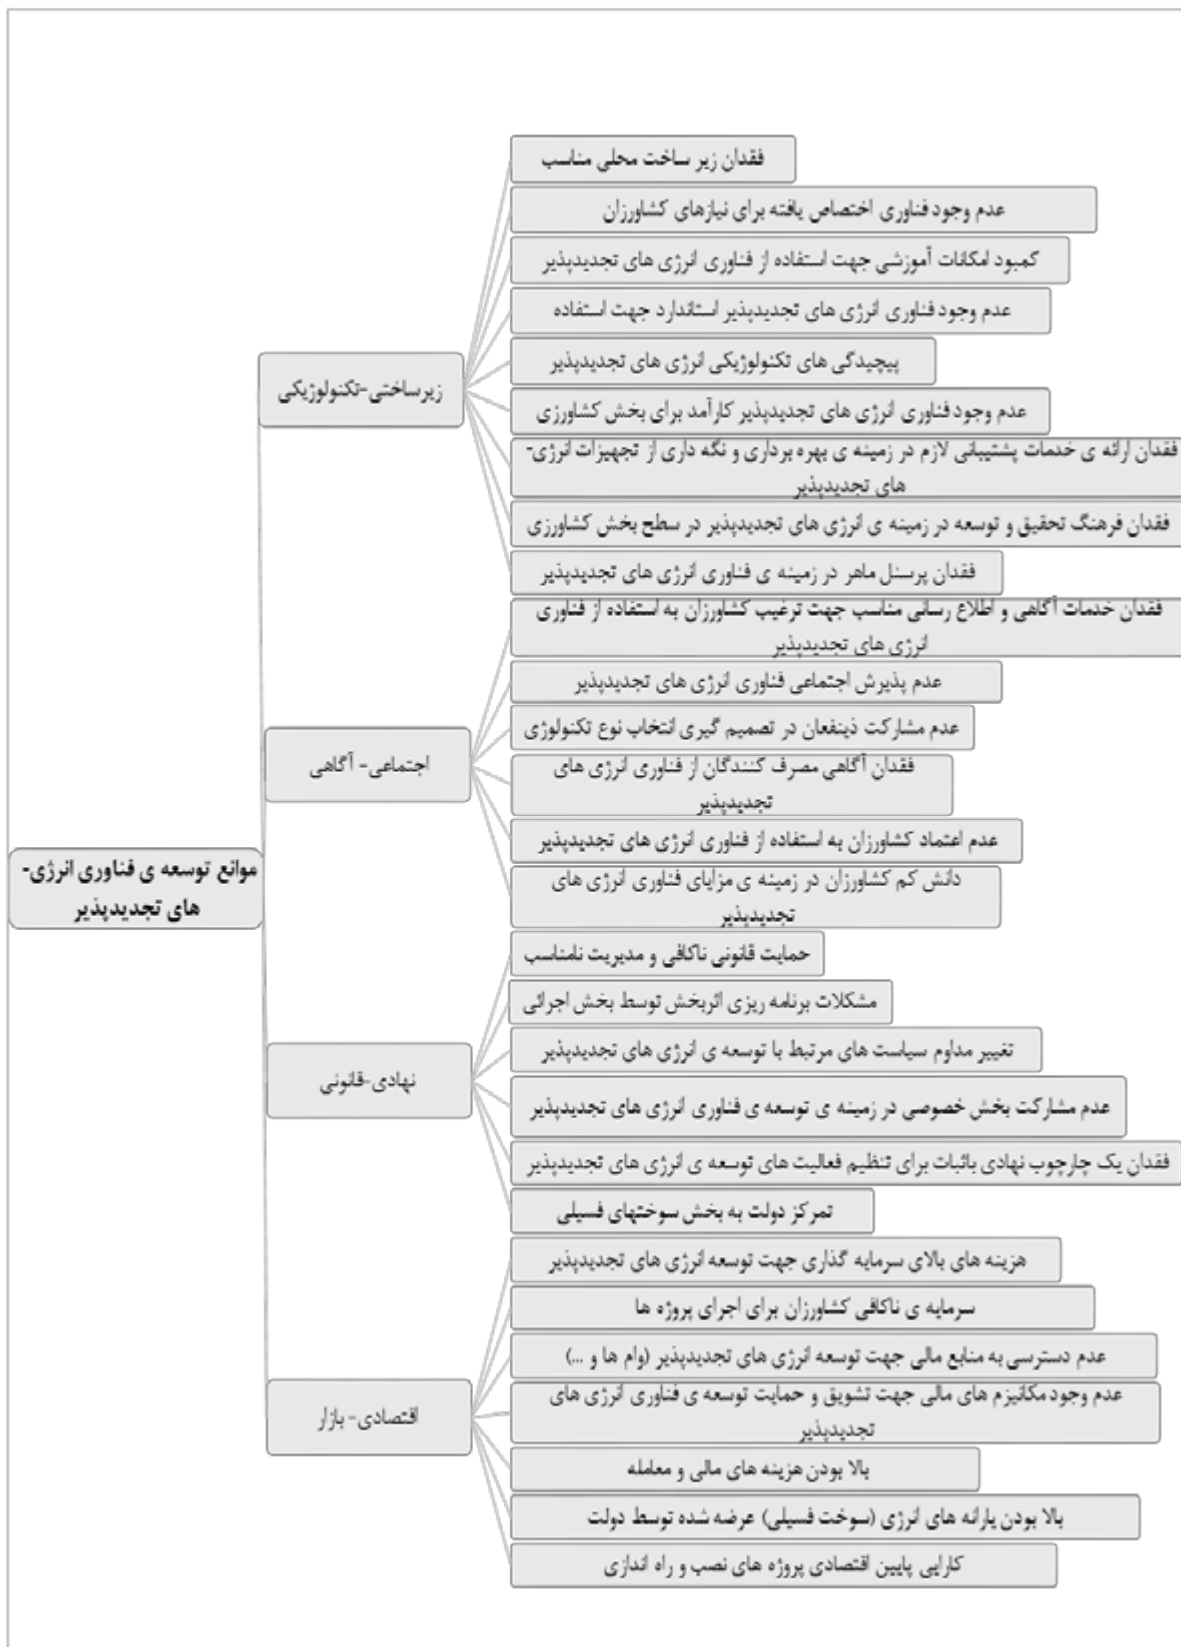 موانع توسعه ی فناوری انرژی-
های تجدیدپذیر
زیرساختی-تکنولوژیکی
فقدان زیر ساخت محلی مناسب
عدم وجود فناوری اختصاص یافته برای نیازهای کشاورزان
کمبود امکانات آموزشی جهت استفاده از فناوری انرژی های تجدیدپذیر
عدم وجود فناوری انرژی های تجدیدپذیر استاندارد جهت استفاده
پیچیدگی های تکنولوژیکی انرژی های تجدیدپذیر
عدم وجود فناوری انرژی های تجدیدپذیر کارآمد برای بخش کشاورزی
فقدان ارائه ی خدمات پشتیبانی لازم در زمینه ی بهره برداری و نگه داری از تجهیزات انرژی-
های تجدیدپذیر
فقدان فرهنگ تحقیق و توسعه در زمینه ی انرژی های تجدیدپذیر در سطح بخش کشاورزی
فقدان پرسنل ماهر در زمینه ی فناوری انرژی های تجدیدپذیر
اجتماعی- آگاهی
فقدان خدمات آگاهی و اطلاع رسانی مناسب جهت ترغیب کشاورزان به استفاده از فناوری
انرژی های تجدیدپذیر
عدم پذیرش اجتماعی فناوری انرژی های تجدیدپذیر
عدم مشارکت ذینفعان در تصمیم گیری انتخاب نوع تکنولوژی
فقدان آگاهی مصرف کنندگان از فناوری انرژی های
تجدیدپذیر
عدم اعتماد کشاورزان به استفاده از فناوری انرژی های تجدیدپذیر
دانش کم کشاورزان در زمینه ی مزایای فناوری انرژی های
تجدیدپذیر
نهادی-قانونی
حمایت قانونی ناکافی و مدیریت نامناسب
مشکلات برنامه ریزی اثربخش توسط بخش اجرائی
تغییر مداوم سیاست های مرتبط با توسعه ی انرژی های تجدیدپذیر
عدم مشارکت بخش خصوصی در زمینه ی توسعه ی فناوری انرژی های تجدیدپذیر
فقدان یک چارچوب نهادی باثبات برای تنظیم فعالیت های توسعه ی انرژی های تجدیدپذیر
تمرکز دولت به بخش سوختهای فسیلی
اقتصادی- بازار
هزینه های بالای سرمایه گذاری جهت توسعه انرژی های تجدیدپذیر
سرمایه ی ناکافی کشاورزان برای اجرای پروژه ها
عدم دسترسی به منابع مالی جهت توسعه انرژی های تجدیدپذیر (وام ها و ...)
عدم وجود مکانیزم های مالی جهت تشویق و حمایت توسعه ی فناوری انرژی های
تجدیدپذیر
بالا بودن هزینه های مالی و معامله
بالا بودن یارانه های انرژی (سوخت فسیلی) عرضه شده توسط دولت
کارایی پایین اقتصادی پروژه های نصب و راه اندازی